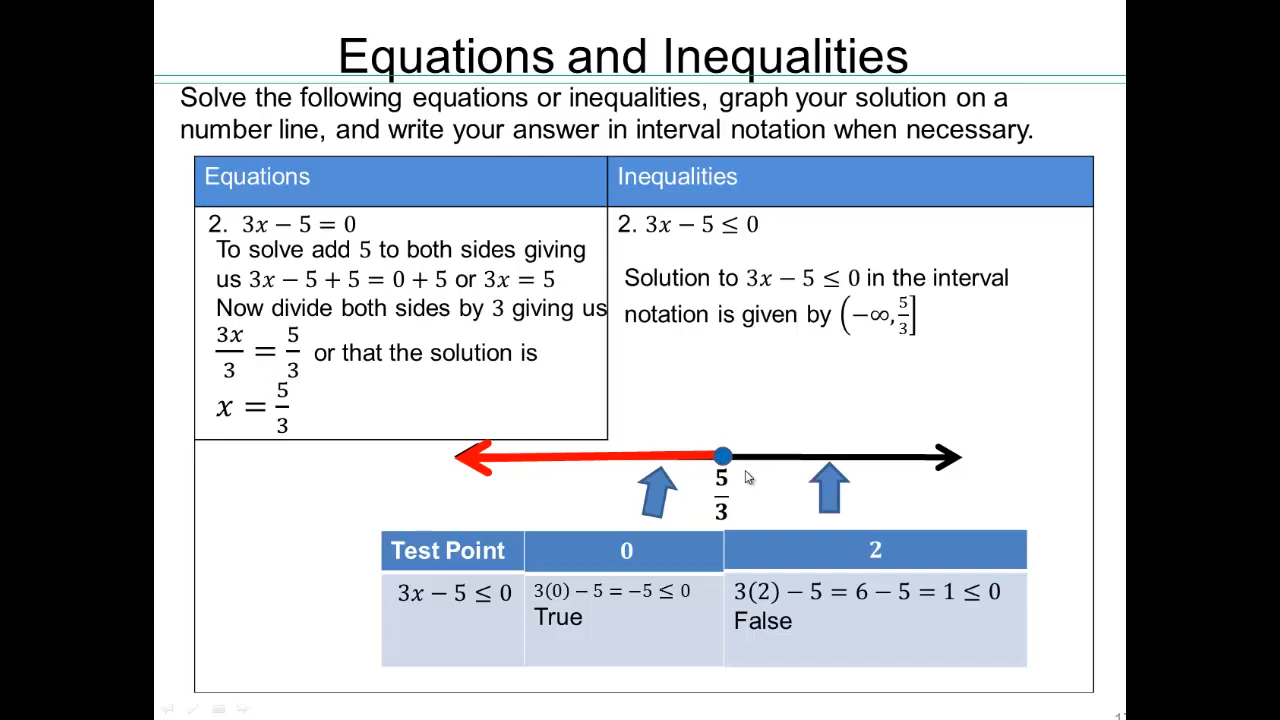 Equations and Inequalities
Solve the following equations or inequalities, graph your solution on a
number line, and write your answer in interval notation when necessary.
Equations
Inequalities
2. 3x − 5 = 0
To solve add 5 to both sides giving
us 3x − 5 + 5 = 0 + 5 or 3x = 5
Now divide both sides by 3 giving us
3x/3 = 5/3 or that the solution is
x = 5/3
2. 3x − 5 ≤ 0
Solution to 3x − 5 ≤ 0 in the interval
notation is given by (−∞, 5/3]
5/3
Test Point
0
2
3x − 5 ≤ 0
3(0) − 5 = −5 ≤ 0
True
3(2) − 5 = 6 − 5 = 1 ≤ 0
False